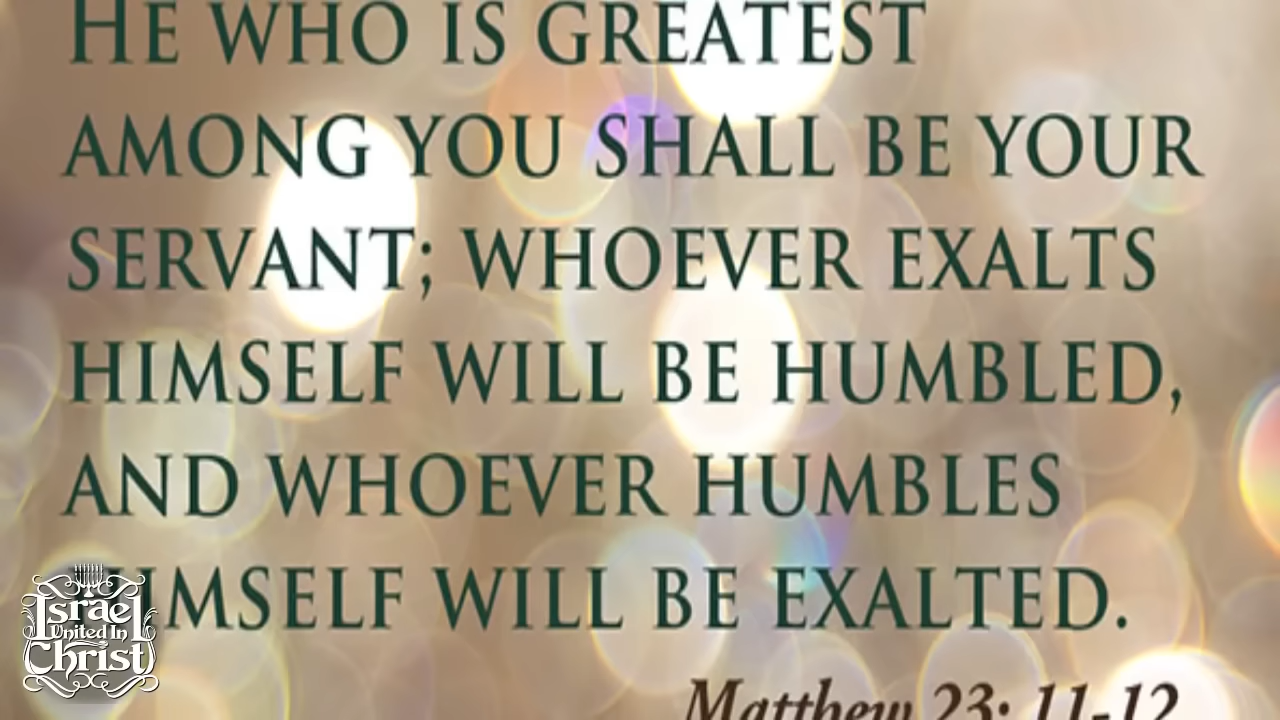 HE WHO IS GREATEST
AMONG YOU SHALL BE YOUR
SERVANT; WHOEVER EXALTS
HIMSELF WILL BE HUMBLED,
AND WHOEVER HUMBLES
HIMSELF WILL BE EXALTED.
Matthew 23: 11-12
Israel
United In
Christ